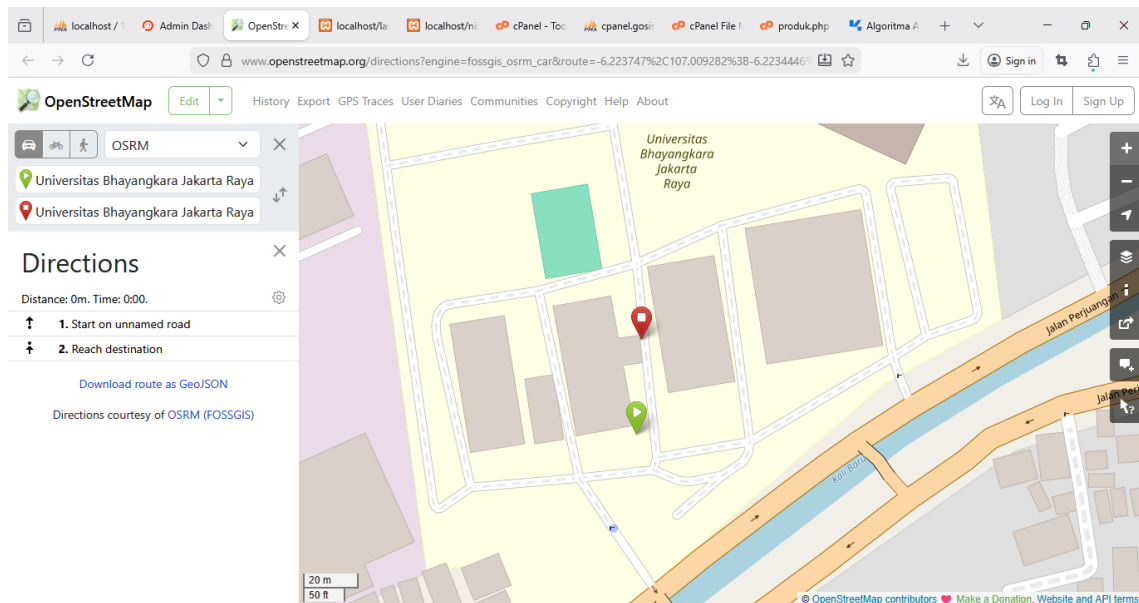 localhost / 1
Admin Dash
OpenStre
localhost/la
localhost/ni
cPanel - Too
cpanel.gosis
cPanel File M
produk.php
Algoritma A
www.openstreetmap.org/directions?engine=fossgis_osrm_car&route=-6.223747%2C107.009282%3B-6.2234446
Sign in
OpenStreetMap
Edit
History Export GPS Traces User Diaries Communities Copyright Help About
Log In
Sign Up
OSRM
Universitas Bhayangkara Jakarta Raya
Universitas Bhayangkara Jakarta Raya
Directions
Distance: 0m. Time: 0:00.
1. Start on unnamed road
2. Reach destination
Download route as GeoJSON
Directions courtesy of OSRM (FOSSGIS)
Universitas
Bhayangkara
Jakarta
Raya
Jalan Perjuangan
Jalan Per
Kali Baru
20 m
50 ft
© OpenStreetMap contributors ♥ Make a Donation. Website and API terms